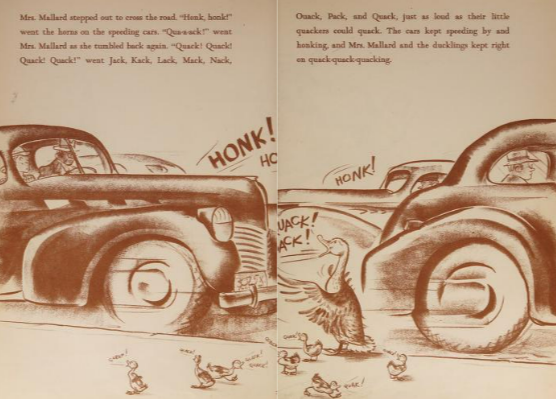 Mrs. Mallard stepped out to cross the road. "Honk, honk!"
went the horns on the speeding cars. "Qua-a-ack!" went
Mrs. Mallard as she tumbled back again. "Quack! Quack!
Quack! Quack!" went Jack, Kack, Lack, Mack, Nack,
Ouack, Pack, and Quack, just as loud as their little
quackers could quack. The cars kept speeding by and
honking, and Mrs. Mallard and the ducklings kept right
on quack-quack-quacking.
HONK!
HO
HONK!
UACK!
ACK!